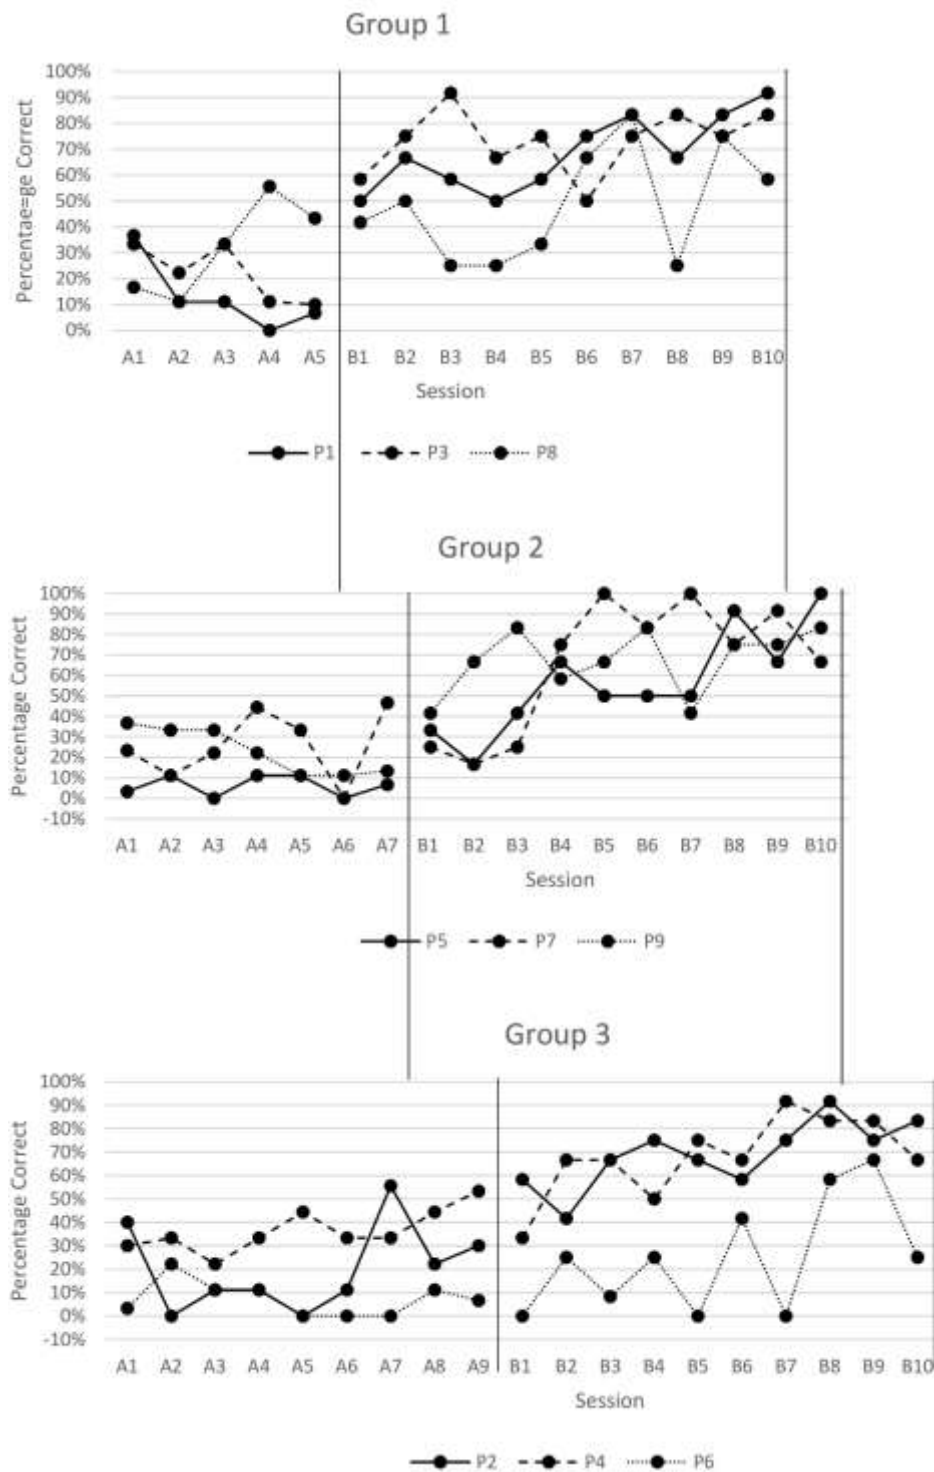 Group 1
Percentae=ge Correct
100%
90%
80%
70%
60%
50%
40%
30%
20%
10%
0%
A1 A2 A3 A4 A5 B1 B2 B3 B4 B5 B6 B7 B8 B9 B10
Session
P1 P3 P8
Group 2
Percentage Correct
100%
90%
80%
70%
60%
50%
40%
30%
20%
10%
0%
-10%
A1 A2 A3 A4 A5 A6 A7 B1 B2 B3 B4 B5 B6 B7 B8 B9 B10
Session
P5 P7 P9
Group 3
Percentage Correct
100%
90%
80%
70%
60%
50%
40%
30%
20%
10%
0%
-10%
A1 A2 A3 A4 A5 A6 A7 A8 A9 B1 B2 B3 B4 B5 B6 B7 B8 B9 B10
Session
P2 P4 P6